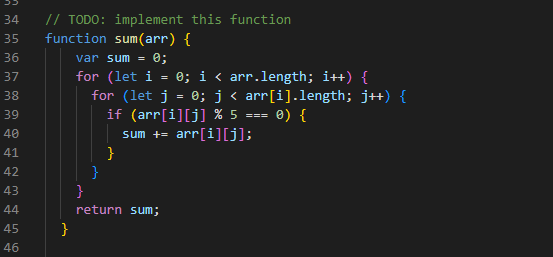 33
34 // TODO: implement this function
35 function sum(arr) {
36 var sum = 0;
37 for (let i = 0; i < arr.length; i++) {
38 for (let j = 0; j < arr[i].length; j++) {
39 if (arr[i][j] % 5 === 0) {
40 sum += arr[i][j];
41 }
42 }
43 }
44 return sum;
45 }
46